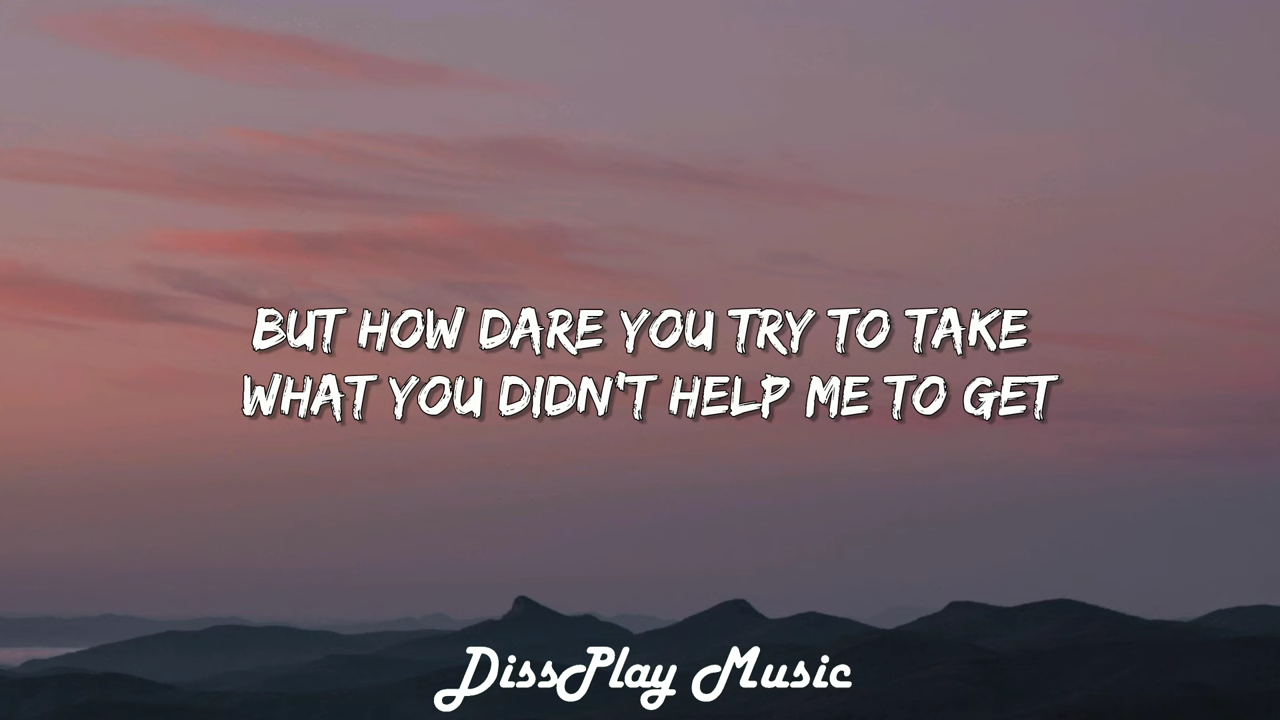 BUT HOW DARE YOU TRY TO TAKE
WHAT YOU DIDN'T HELP ME TO GET
DissPlay Music